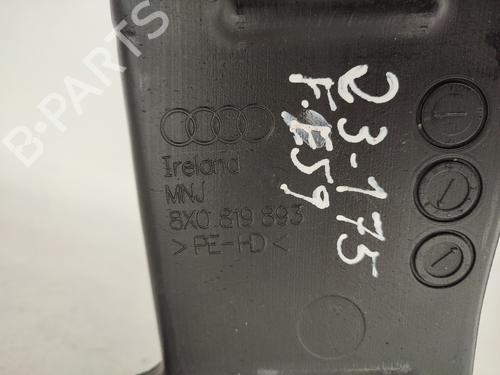 B-PARTS
23-175
F.E59
Ireland
MNJ
8X0.819 893
>PE-HD<